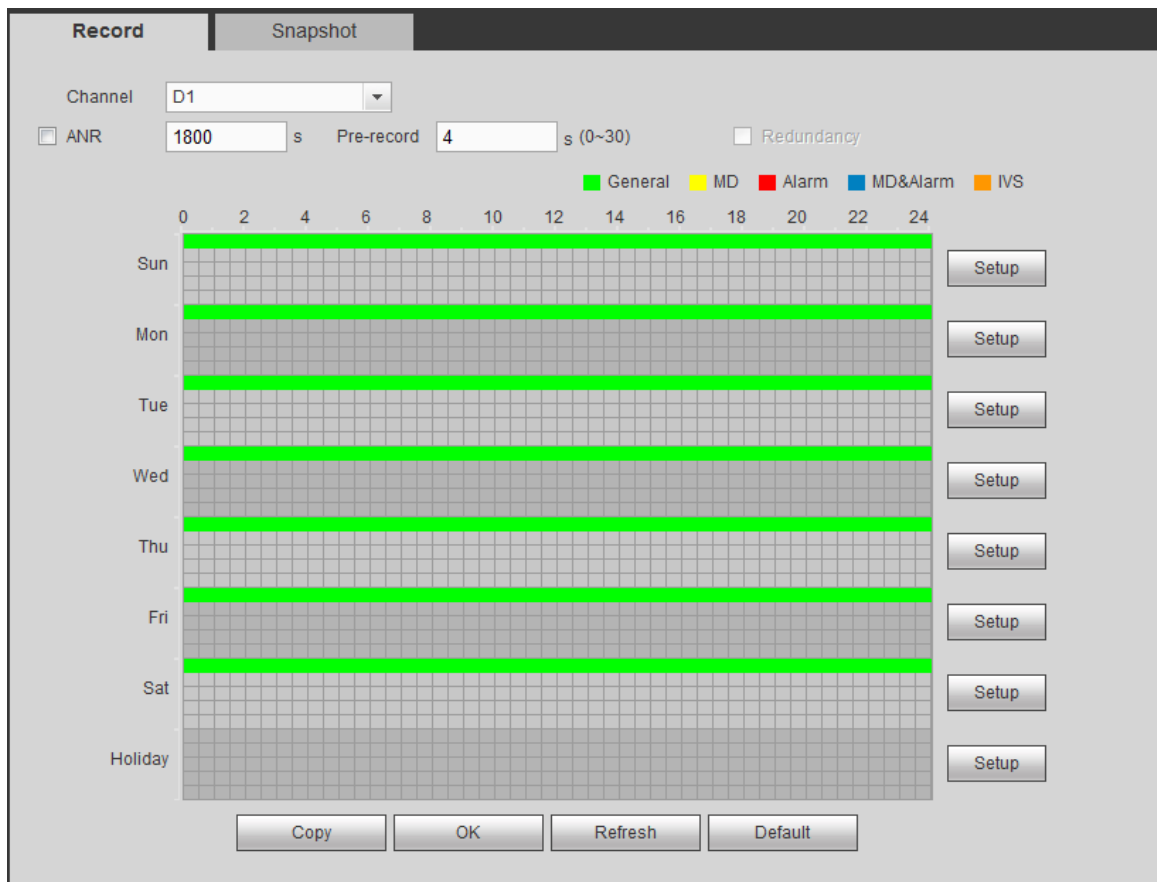 Record Snapshot
Channel D1
ANR 1800 s Pre-record 4 s (0~30) Redundancy
General MD Alarm MD&Alarm IVS
0 2 4 6 8 10 12 14 16 18 20 22 24
Sun Setup
Mon Setup
Tue Setup
Wed Setup
Thu Setup
Fri Setup
Sat Setup
Holiday Setup
Copy OK Refresh Default